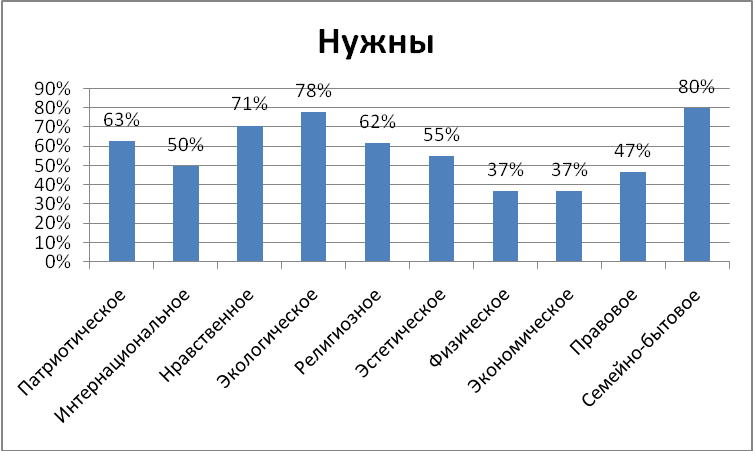 Нужны
90%
80%
70%
60%
50%
40%
30%
20%
10%
0%
63%
50%
71%
78%
62%
55%
37%
37%
47%
80%
Патриотическое
Интернациональное
Нравственное
Экологическое
Религиозное
Эстетическое
Физическое
Экономическое
Правовое
Семейно-бытовое